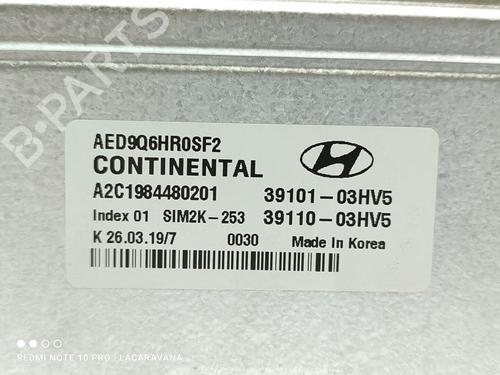 B-PARTS
AED9Q6HR0SF2
CONTINENTAL
A2C1984480201 39101-03HV5
Index 01 SIM2K-253 39110-03HV5
K 26.03.19/7 0030 Made In Korea
REDMI NOTE 10 PRO | LACARAVANA